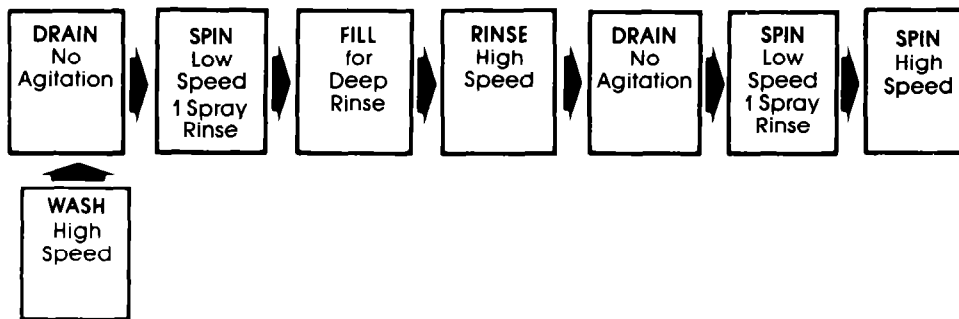 DRAIN
No
Agitation
SPIN
Low
Speed
1 Spray
Rinse
FILL
for
Deep
Rinse
RINSE
High
Speed
DRAIN
No
Agitation
SPIN
Low
Speed
1 Spray
Rinse
SPIN
High
Speed
WASH
High
Speed